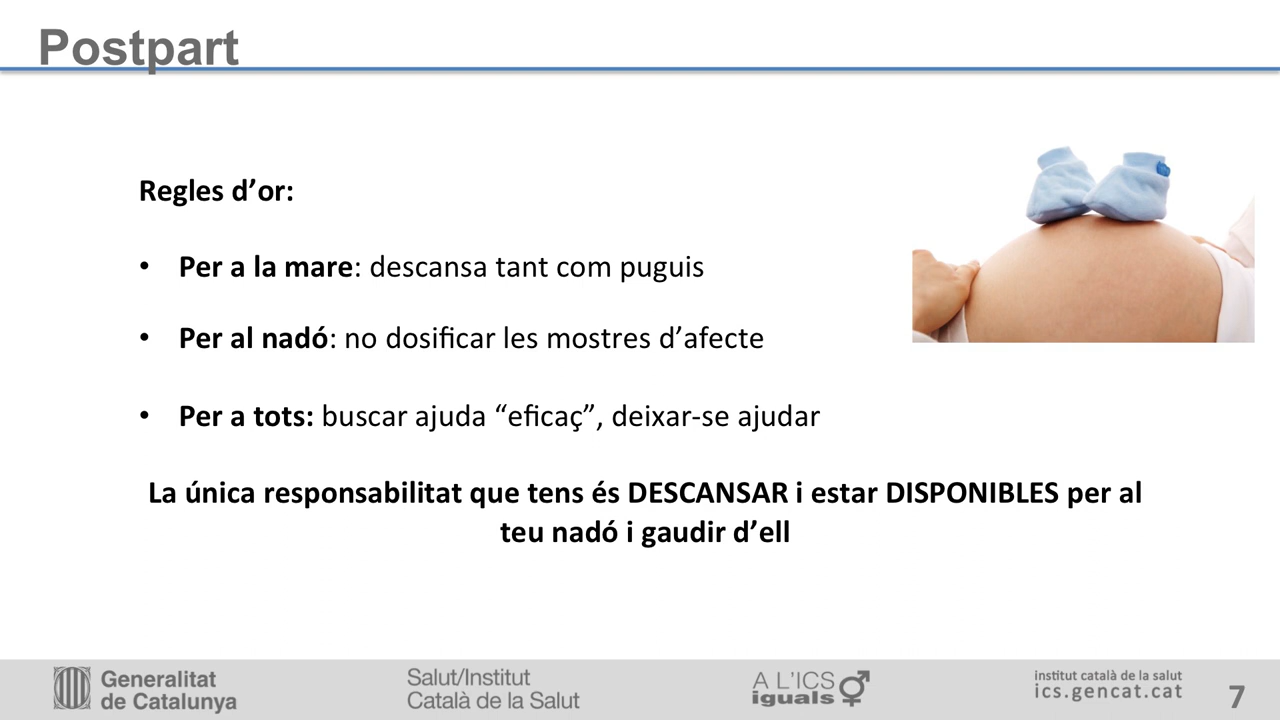 Postpart
Regles d’or:
• Per a la mare: descansa tant com puguis
• Per al nadó: no dosificar les mostres d’afecte
• Per a tots: buscar ajuda “eficaç”, deixar-se ajudar
La única responsabilitat que tens és DESCANSAR i estar DISPONIBLES per al
teu nadó i gaudir d’ell
Generalitat
de Catalunya
Salut/Institut
Català de la Salut
A L'ICS
iguals
institut català de la salut
ics.gencat.cat
7